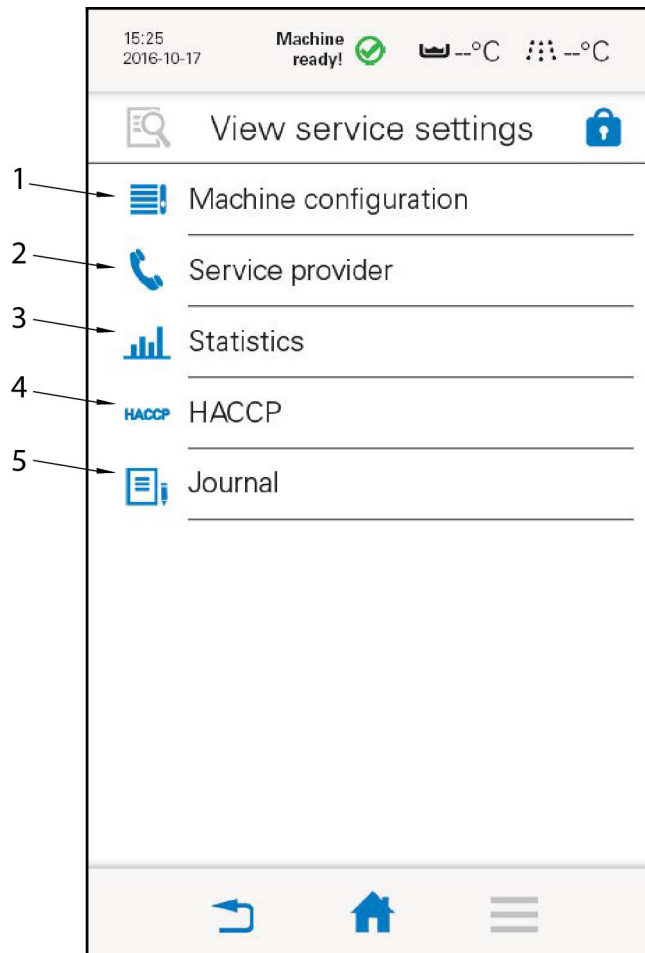 15:25
2016-10-17
Machine
ready!
--°C
--°C
View service settings
1
Machine configuration
2
Service provider
3
Statistics
4
HACCP HACCP
5
Journal